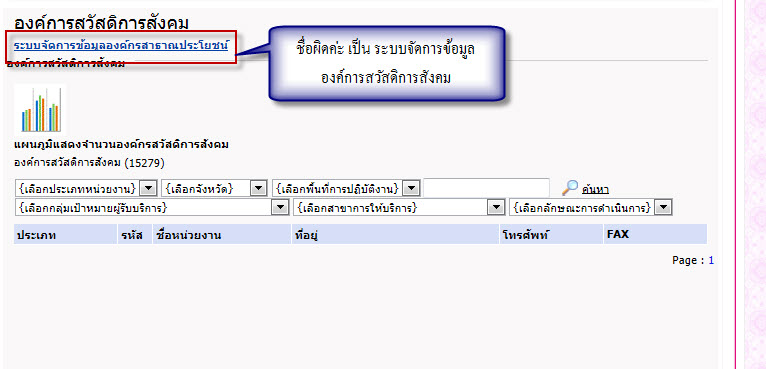 องค์การสวัสดิการสังคม
ระบบจัดการข้อมูลองค์กรสาธาณประโยชน์
ชื่อผิดค่ะ เป็น ระบบจัดการข้อมูล
องค์การสวัสดิการสังคม
องค์การสวัสดิการสังคม
แผนภูมิแสดงจำนวนองค์กรสวัสดิการสังคม
องค์การสวัสดิการสังคม (15279)
{เลือกประเภทหน่วยงาน} {เลือกจังหวัด} {เลือกพื้นที่การปฏิบัติงาน} ค้นหา
{เลือกกลุ่มเป้าหมายผู้รับบริการ} {เลือกสาขาการให้บริการ} {เลือกลักษณะการดำเนินการ}
ประเภท รหัส ชื่อหน่วยงาน ที่อยู่ โทรศัพท์ FAX
Page : 1